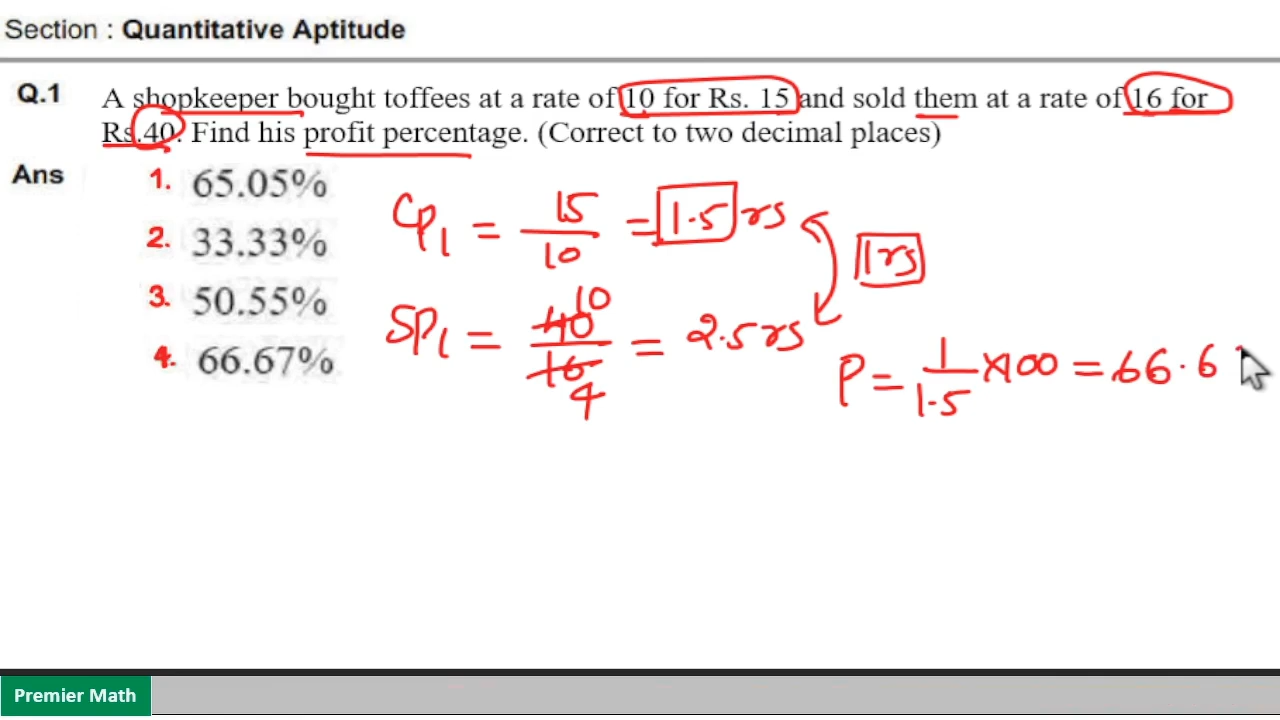 Section : Quantitative Aptitude
Q.1 A shopkeeper bought toffees at a rate of 10 for Rs. 15 and sold them at a rate of 16 for
Rs.40. Find his profit percentage. (Correct to two decimal places)
Ans 1. 65.05%
2. 33.33%
3. 50.55%
4. 66.67%
CP1 = 15/10 = 1.5 rs
1 rs
SP1 = 40/16 10/4 = 2.5 rs
P = 1/1.5 × 100 = 66.6
Premier Math